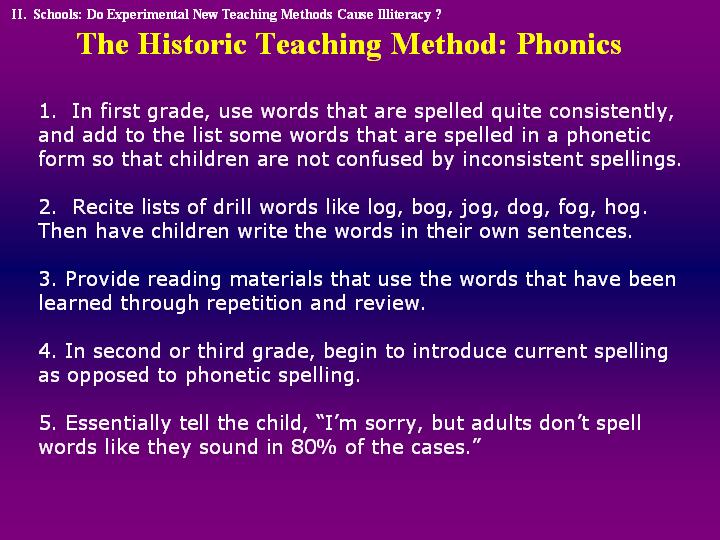 II. Schools: Do Experimental New Teaching Methods Cause Illiteracy ?
The Historic Teaching Method: Phonics
1. In first grade, use words that are spelled quite consistently,
and add to the list some words that are spelled in a phonetic
form so that children are not confused by inconsistent spellings.
2. Recite lists of drill words like log, bog, jog, dog, fog, hog.
Then have children write the words in their own sentences.
3. Provide reading materials that use the words that have been
learned through repetition and review.
4. In second or third grade, begin to introduce current spelling
as opposed to phonetic spelling.
5. Essentially tell the child, “I’m sorry, but adults don’t spell
words like they sound in 80% of the cases.”